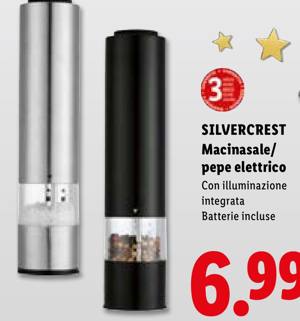 3
SILVERCREST
Macinasale/
pepe elettrico
Con illuminazione
integrata
Batterie incluse
6.99